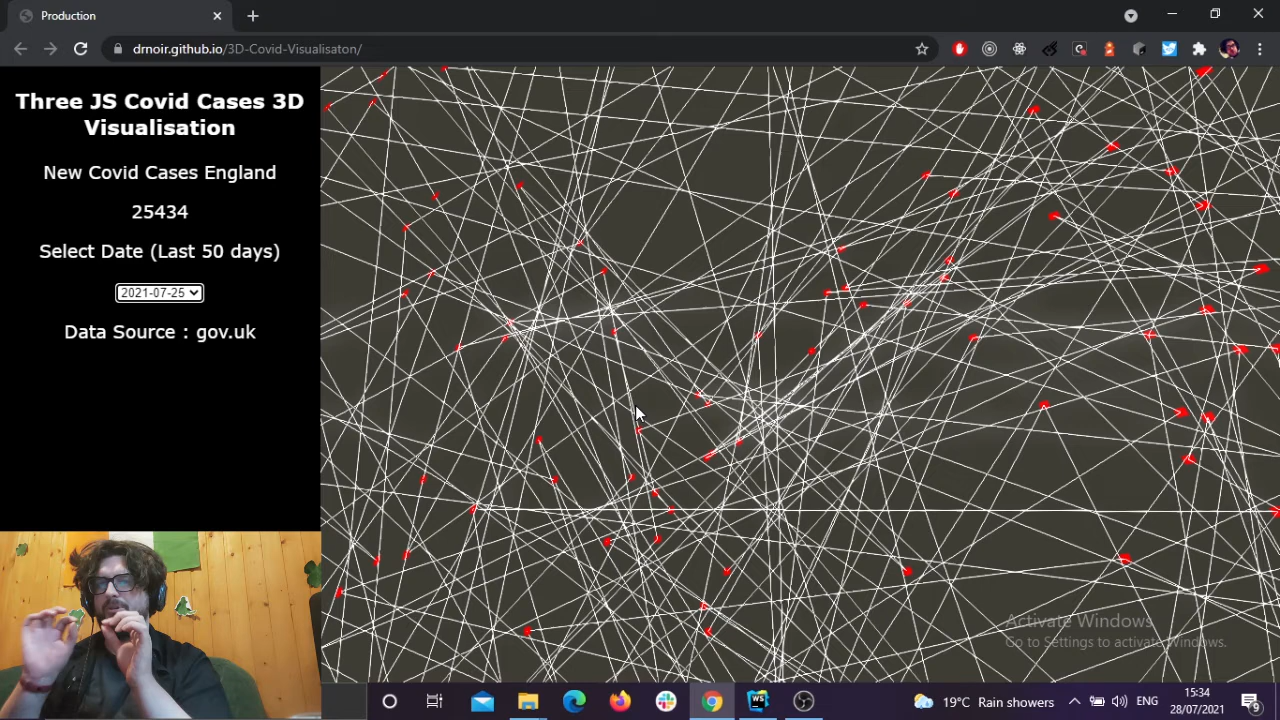 Production
drnoir.github.io/3D-Covid-Visualisaton/
Three JS Covid Cases 3D
Visualisation
New Covid Cases England
25434
Select Date (Last 50 days)
2021-07-25
Data Source : gov.uk
Activate Windows
Go to Settings to activate Windows.
19°C Rain showers
ENG
15:34
28/07/2021
9